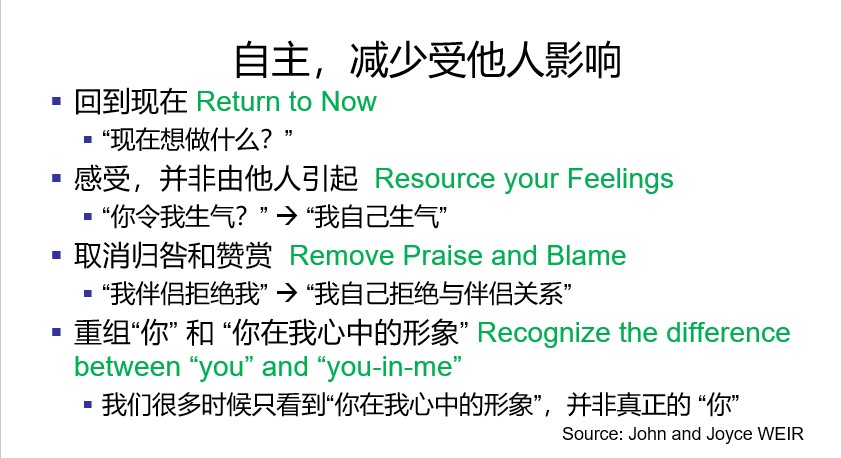 自主，减少受他人影响
▪ 回到现在 Return to Now
▪ “现在想做什么？”
▪ 感受，并非由他人引起 Resource your Feelings
▪ “你令我生气？” → “我自己生气”
▪ 取消归咎和赞赏 Remove Praise and Blame
▪ “我伴侣拒绝我” → “我自己拒绝与伴侣关系”
▪ 重组“你” 和 “你在我心中的形象” Recognize the difference
between “you” and “you-in-me”
▪ 我们很多时候只看到“你在我心中的形象”，并非真正的 “你”
Source: John and Joyce WEIR